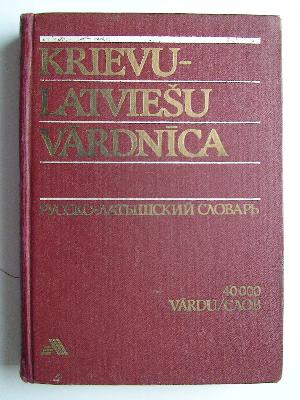 KRIEVU-
LATVIEŠU
VĀRDNĪCA
РУССКО-ЛАТЫШСКИЙ СЛОВАРЬ
40 000
VĀRDU/СЛОВ